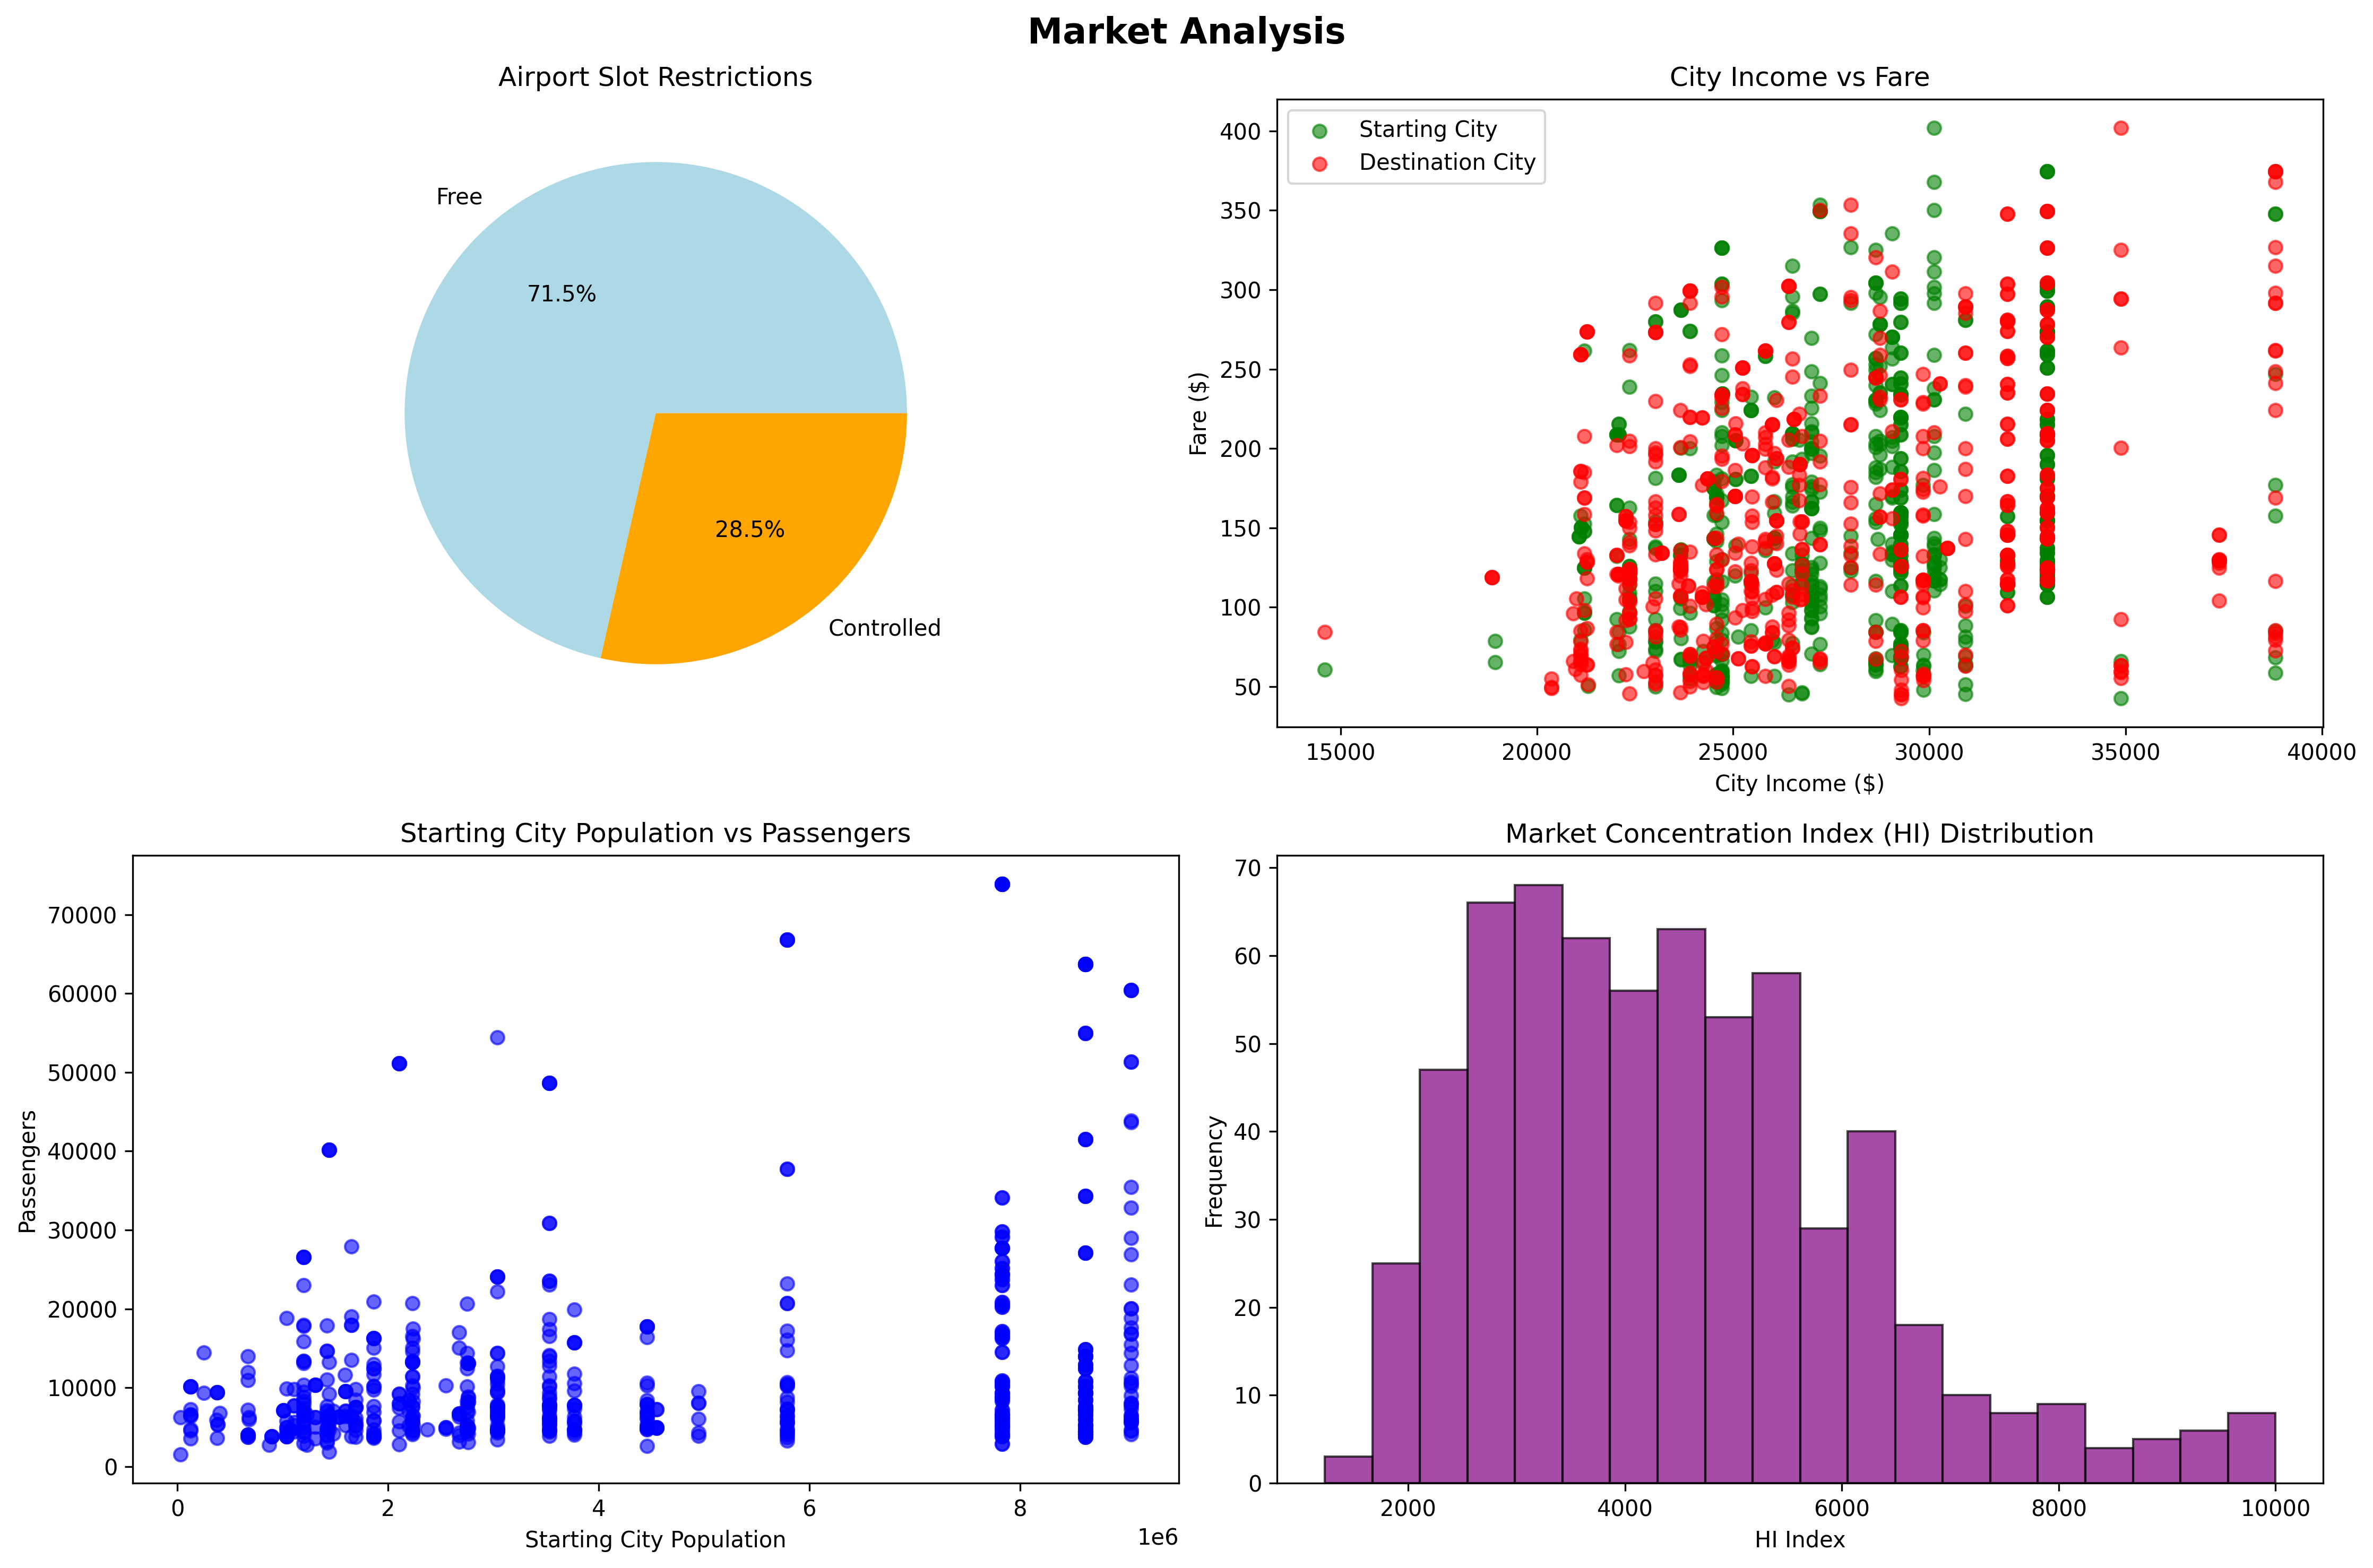 Market Analysis
Airport Slot Restrictions
Free
71.5%
28.5%
Controlled
City Income vs Fare
Starting City
Destination City
400
350
300
250
200
150
100
50
Fare ($)
15000 20000 25000 30000 35000 40000
City Income ($)
Starting City Population vs Passengers
70000
60000
50000
40000
30000
20000
10000
0
Passengers
0 2 4 6 8
1e6
Starting City Population
Market Concentration Index (HI) Distribution
70
60
50
40
30
20
10
0
Frequency
2000 4000 6000 8000 10000
HI Index